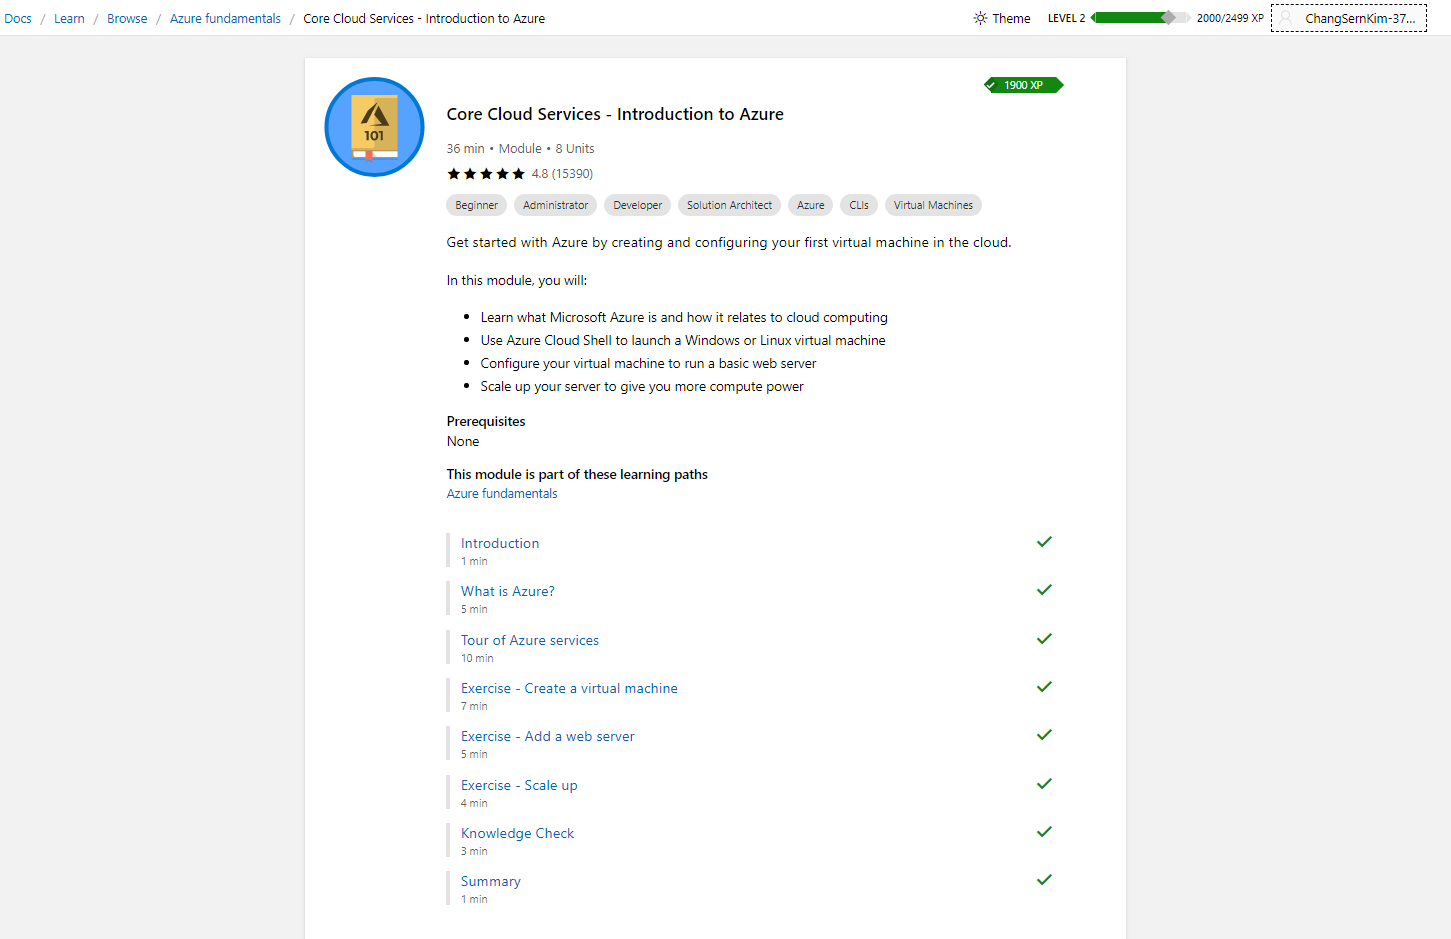 Docs / Learn / Browse / Azure fundamentals / Core Cloud Services - Introduction to Azure
Theme LEVEL 2 2000/2499 XP ChangSernKim-37...
1900 XP
101
Core Cloud Services - Introduction to Azure
36 min • Module • 8 Units
4.8 (15390)
Beginner Administrator Developer Solution Architect Azure CLIs Virtual Machines
Get started with Azure by creating and configuring your first virtual machine in the cloud.
In this module, you will:
• Learn what Microsoft Azure is and how it relates to cloud computing
• Use Azure Cloud Shell to launch a Windows or Linux virtual machine
• Configure your virtual machine to run a basic web server
• Scale up your server to give you more compute power
Prerequisites
None
This module is part of these learning paths
Azure fundamentals
Introduction
1 min
What is Azure?
5 min
Tour of Azure services
10 min
Exercise - Create a virtual machine
7 min
Exercise - Add a web server
5 min
Exercise - Scale up
4 min
Knowledge Check
3 min
Summary
1 min